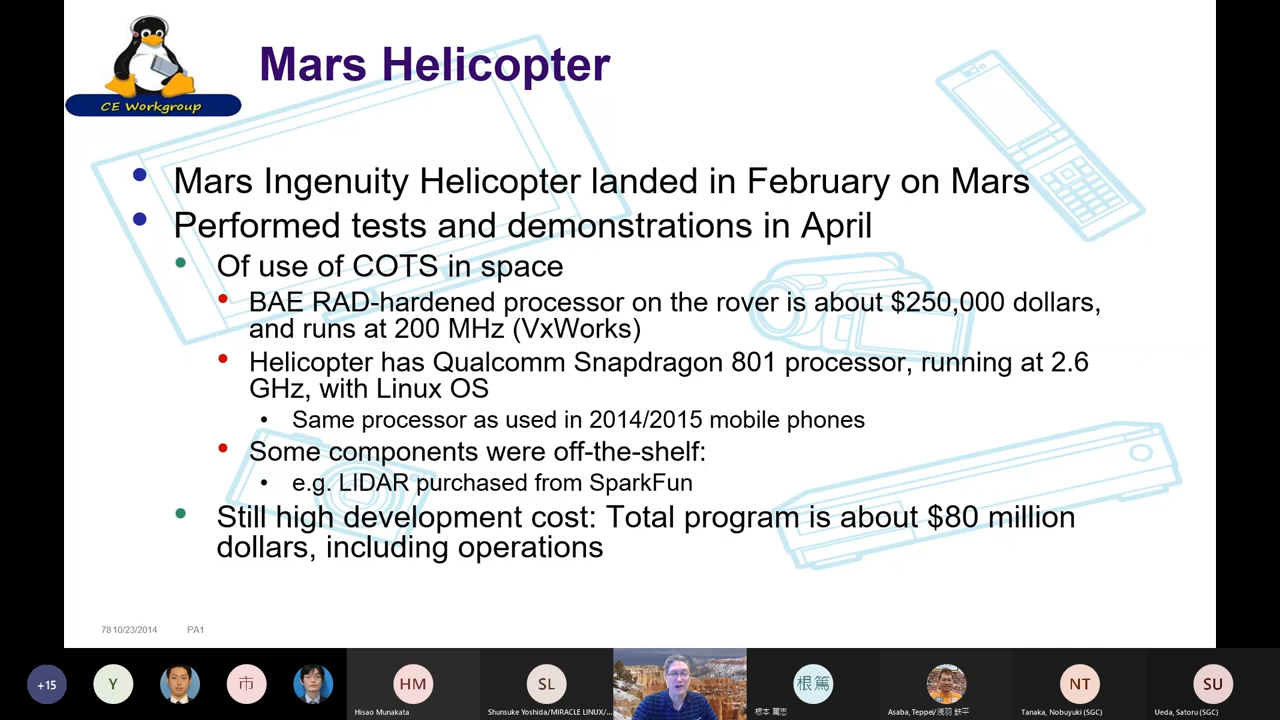 CE Workgroup
Mars Helicopter
Mars Ingenuity Helicopter landed in February on Mars
Performed tests and demonstrations in April
Of use of COTS in space
BAE RAD-hardened processor on the rover is about $250,000 dollars,
and runs at 200 MHz (VxWorks)
Helicopter has Qualcomm Snapdragon 801 processor, running at 2.6
GHz, with Linux OS
Same processor as used in 2014/2015 mobile phones
Some components were off-the-shelf:
e.g. LIDAR purchased from SparkFun
Still high development cost: Total program is about $80 million
dollars, including operations
78 10/23/2014 PA1
+15 Y 市 HM SL 根篤 NT SU
Hisao Munakata Shunsuke Yoshida/MIRACLE LINUX/... 根本 篤志 Asaba, Teppei/浅羽 鉄平 Tanaka, Nobuyuki (SGC) Ueda, Satoru (SGC)